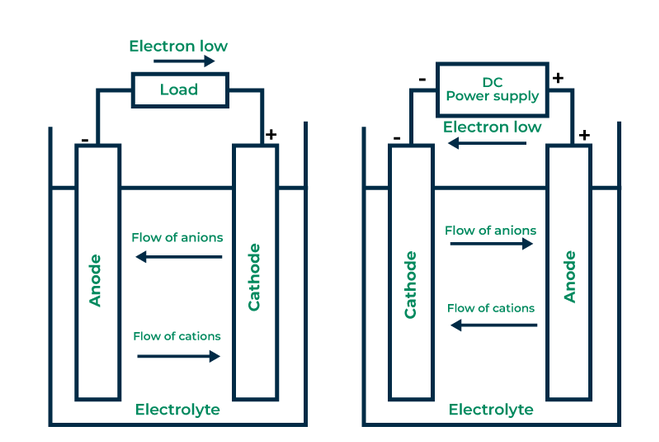 Electron low
Load
-
+
Flow of anions
Anode
Cathode
Flow of cations
Electrolyte
DC
Power supply
-
+
Electron low
-
+
Flow of anions
Cathode
Anode
Flow of cations
Electrolyte